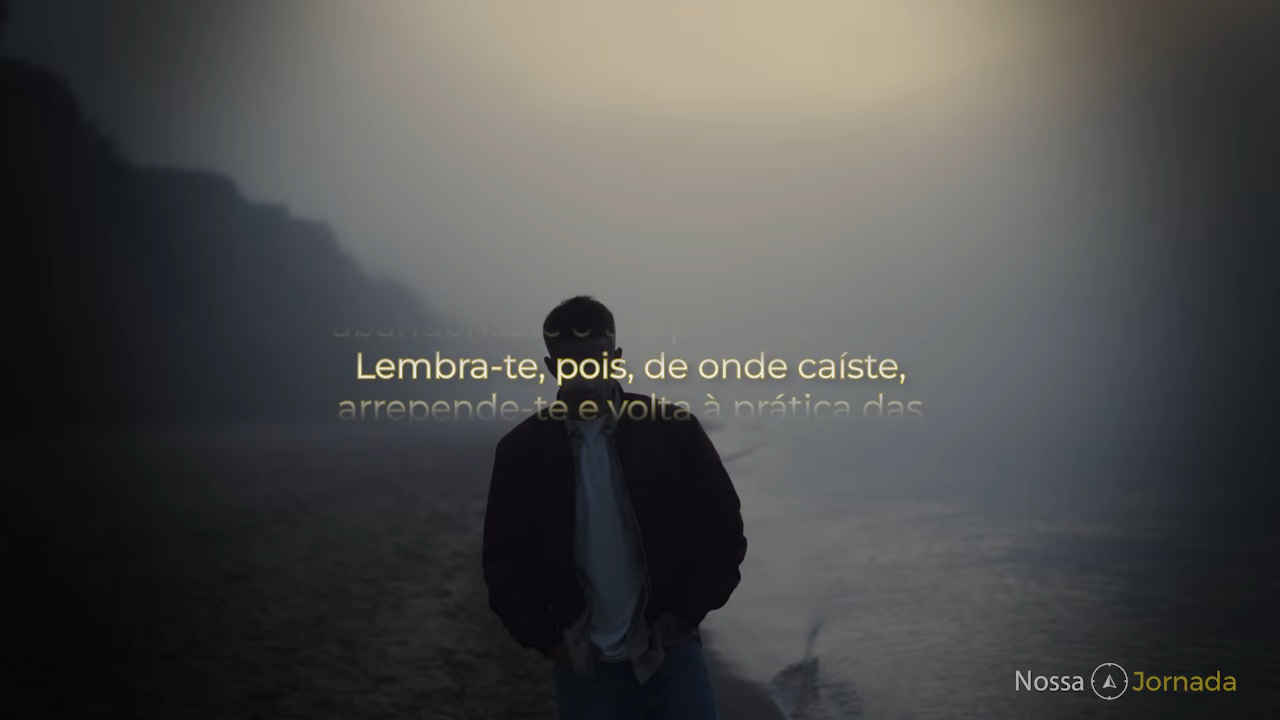 Lembra-te, pois, de onde caíste,
arrepende-te e volta à prática das
Nossa Jornada